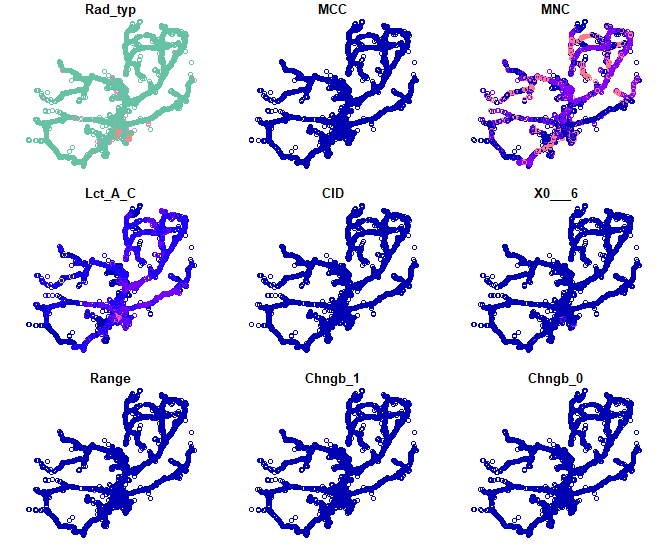 Rad_typ
MCC
MNC
Lct_A_C
CID
X0___6
Range
Chngb_1
Chngb_0